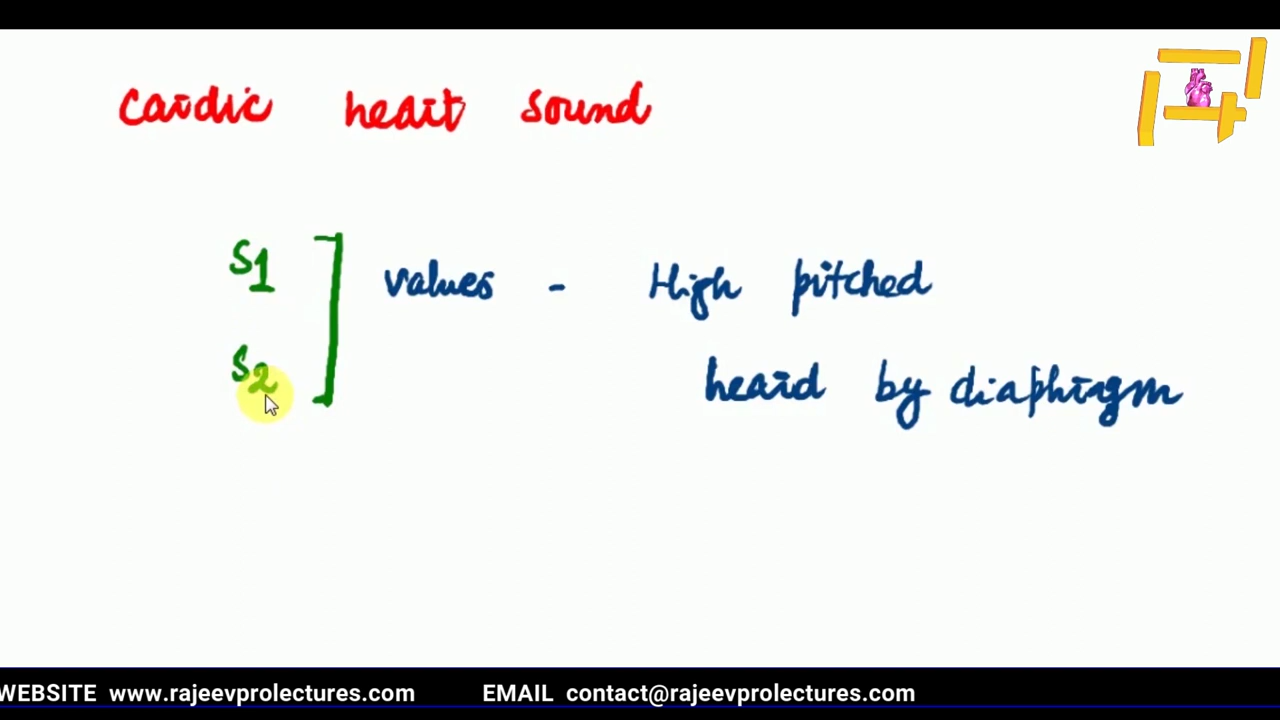 Cardic heart sound
S1
values - High pitched
S2
heard by diaphragm
WEBSITE www.rajeevprolectures.com EMAIL contact@rajeevprolectures.com